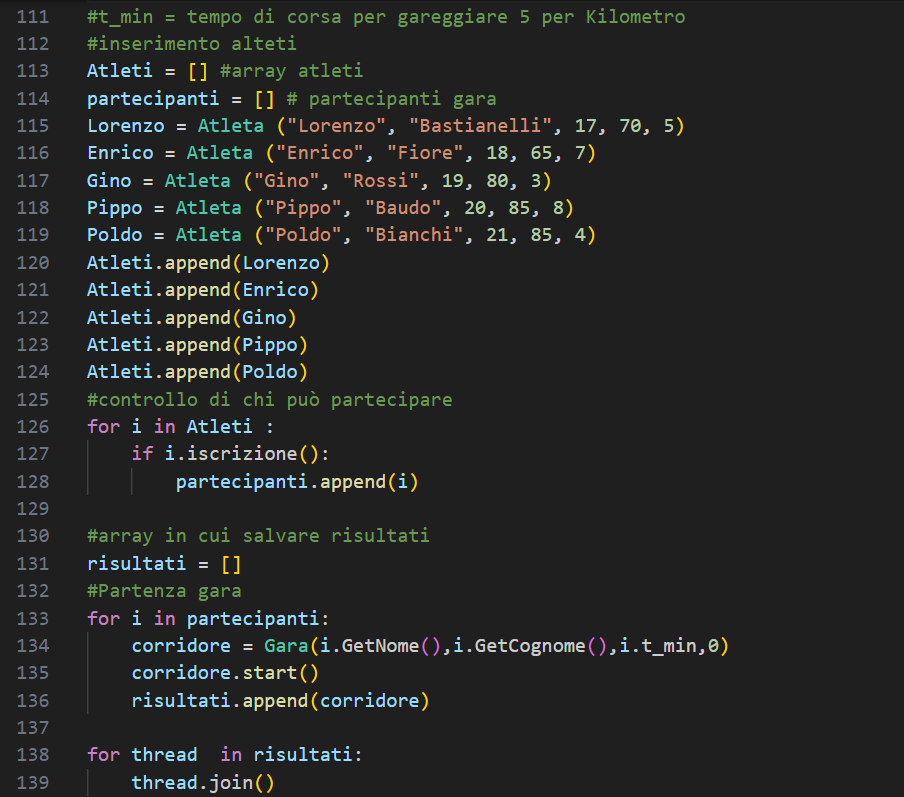 111 #t_min = tempo di corsa per gareggiare 5 per Kilometro
112 #inserimento alteti
113 Atleti = [] #array atleti
114 partecipanti = [] # partecipanti gara
115 Lorenzo = Atleta ("Lorenzo", "Bastianelli", 17, 70, 5)
116 Enrico = Atleta ("Enrico", "Fiore", 18, 65, 7)
117 Gino = Atleta ("Gino", "Rossi", 19, 80, 3)
118 Pippo = Atleta ("Pippo", "Baudo", 20, 85, 8)
119 Poldo = Atleta ("Poldo", "Bianchi", 21, 85, 4)
120 Atleti.append(Lorenzo)
121 Atleti.append(Enrico)
122 Atleti.append(Gino)
123 Atleti.append(Pippo)
124 Atleti.append(Poldo)
125 #controllo di chi può partecipare
126 for i in Atleti :
127     if i.iscrizione():
128         partecipanti.append(i)
129
130 #array in cui salvare risultati
131 risultati = []
132 #Partenza gara
133 for i in partecipanti:
134     corridore = Gara(i.GetNome(),i.GetCognome(),i.t_min,0)
135     corridore.start()
136     risultati.append(corridore)
137
138 for thread  in risultati:
139     thread.join()